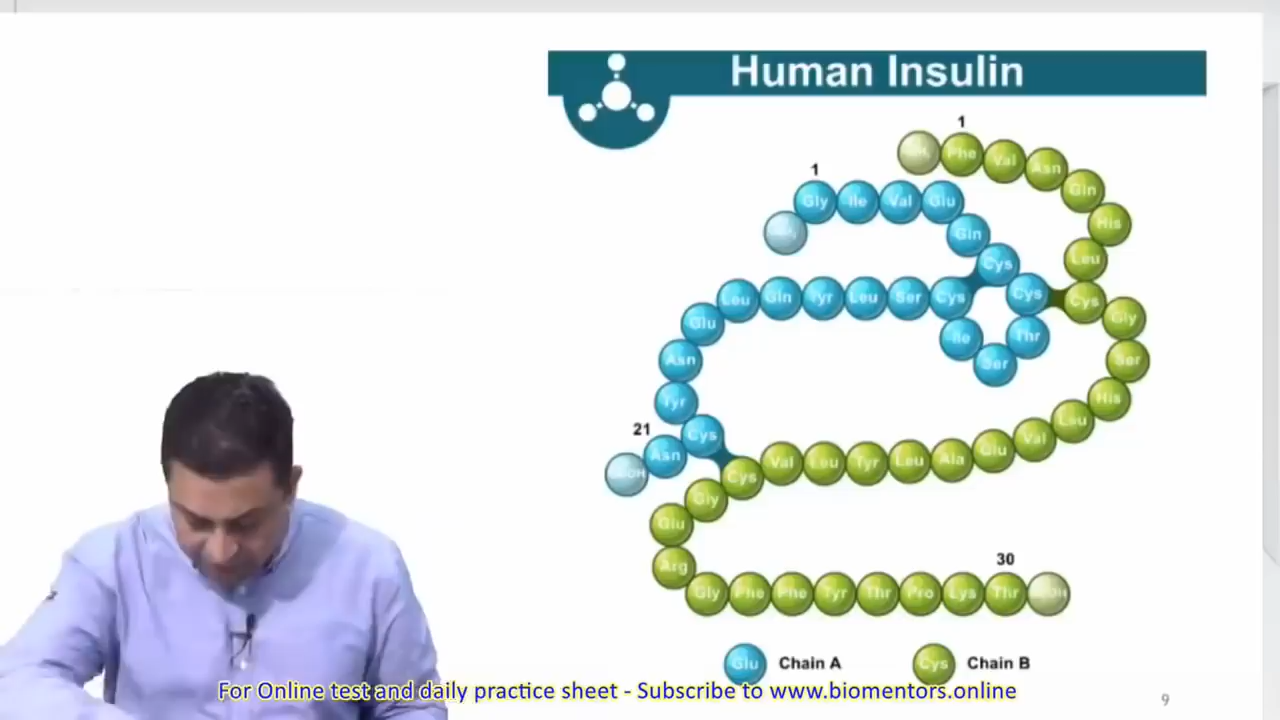 Human Insulin
1
Phe Val Asn Gln His Leu Cys Gly Ser His Leu Val Glu Ala Leu Tyr Leu Val Cys Gly Glu Arg Gly Phe Phe Tyr Thr Pro Lys Thr
30
1
Gly Ile Val Glu Gln Cys Cys Thr Ser Ile Cys Ser Leu Tyr Gln Leu Glu Asn Tyr Cys Asn
21
Glu Chain A
Cys Chain B
For Online test and daily practice sheet - Subscribe to www.biomentors.online
9